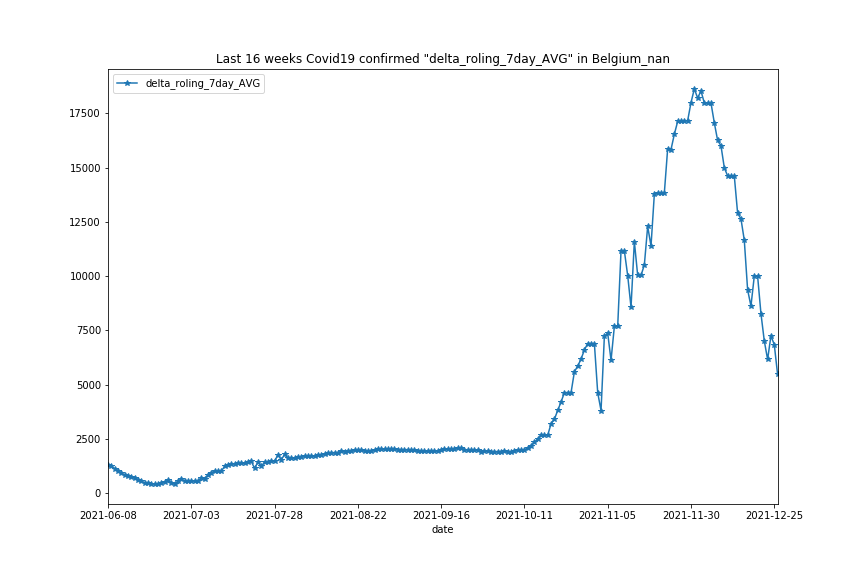 Last 16 weeks Covid19 confirmed "delta_roling_7day_AVG" in Belgium_nan
delta_roling_7day_AVG
17500
15000
12500
10000
7500
5000
2500
0
2021-06-08 2021-07-03 2021-07-28 2021-08-22 2021-09-16 2021-10-11 2021-11-05 2021-11-30 2021-12-25
date